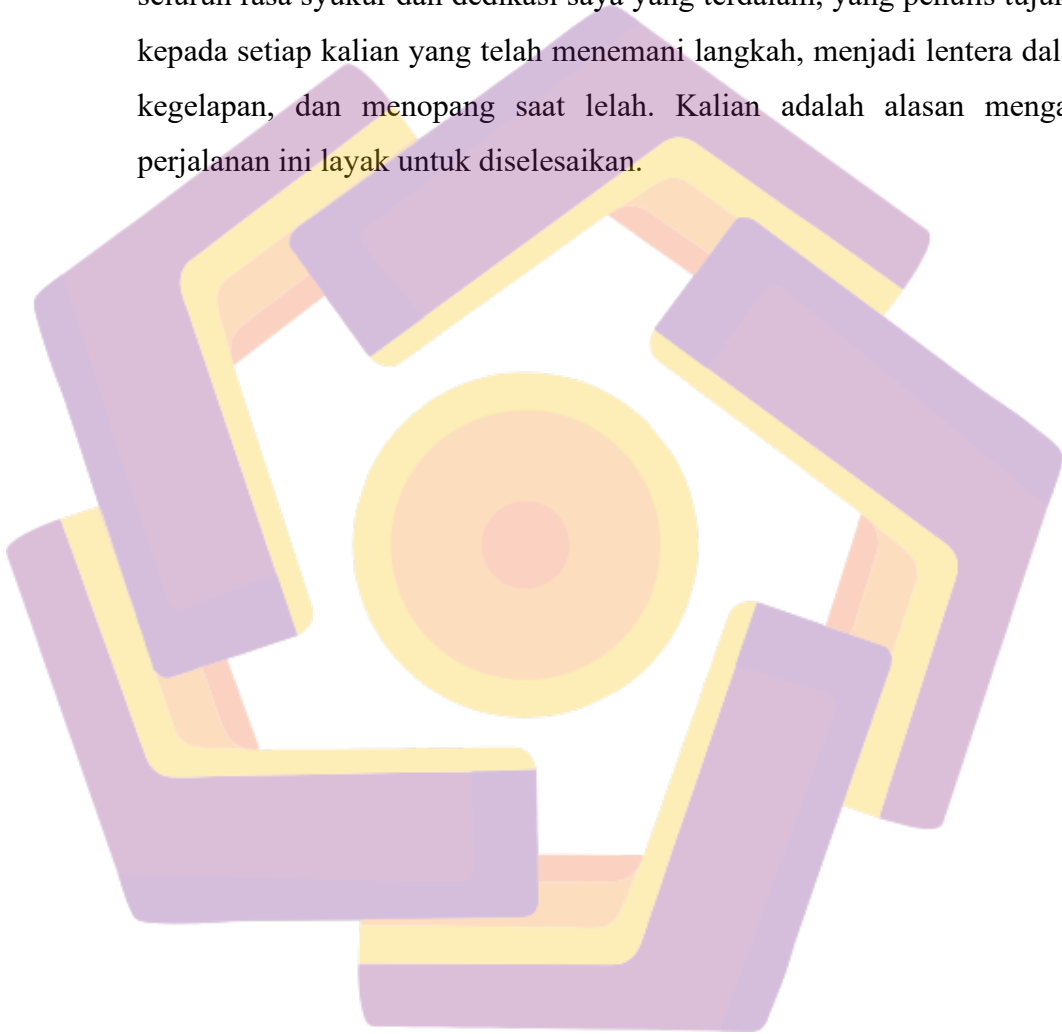 seluruh rasa syukur dan dedikasi saya yang terdalam, yang penulis
kepada setiap kalian yang telah menemani langkah, menjadi lentera
kegelapan, dan menopang saat lelah. Kalian adalah alasan
perjalanan ini layak untuk diselesaikan.